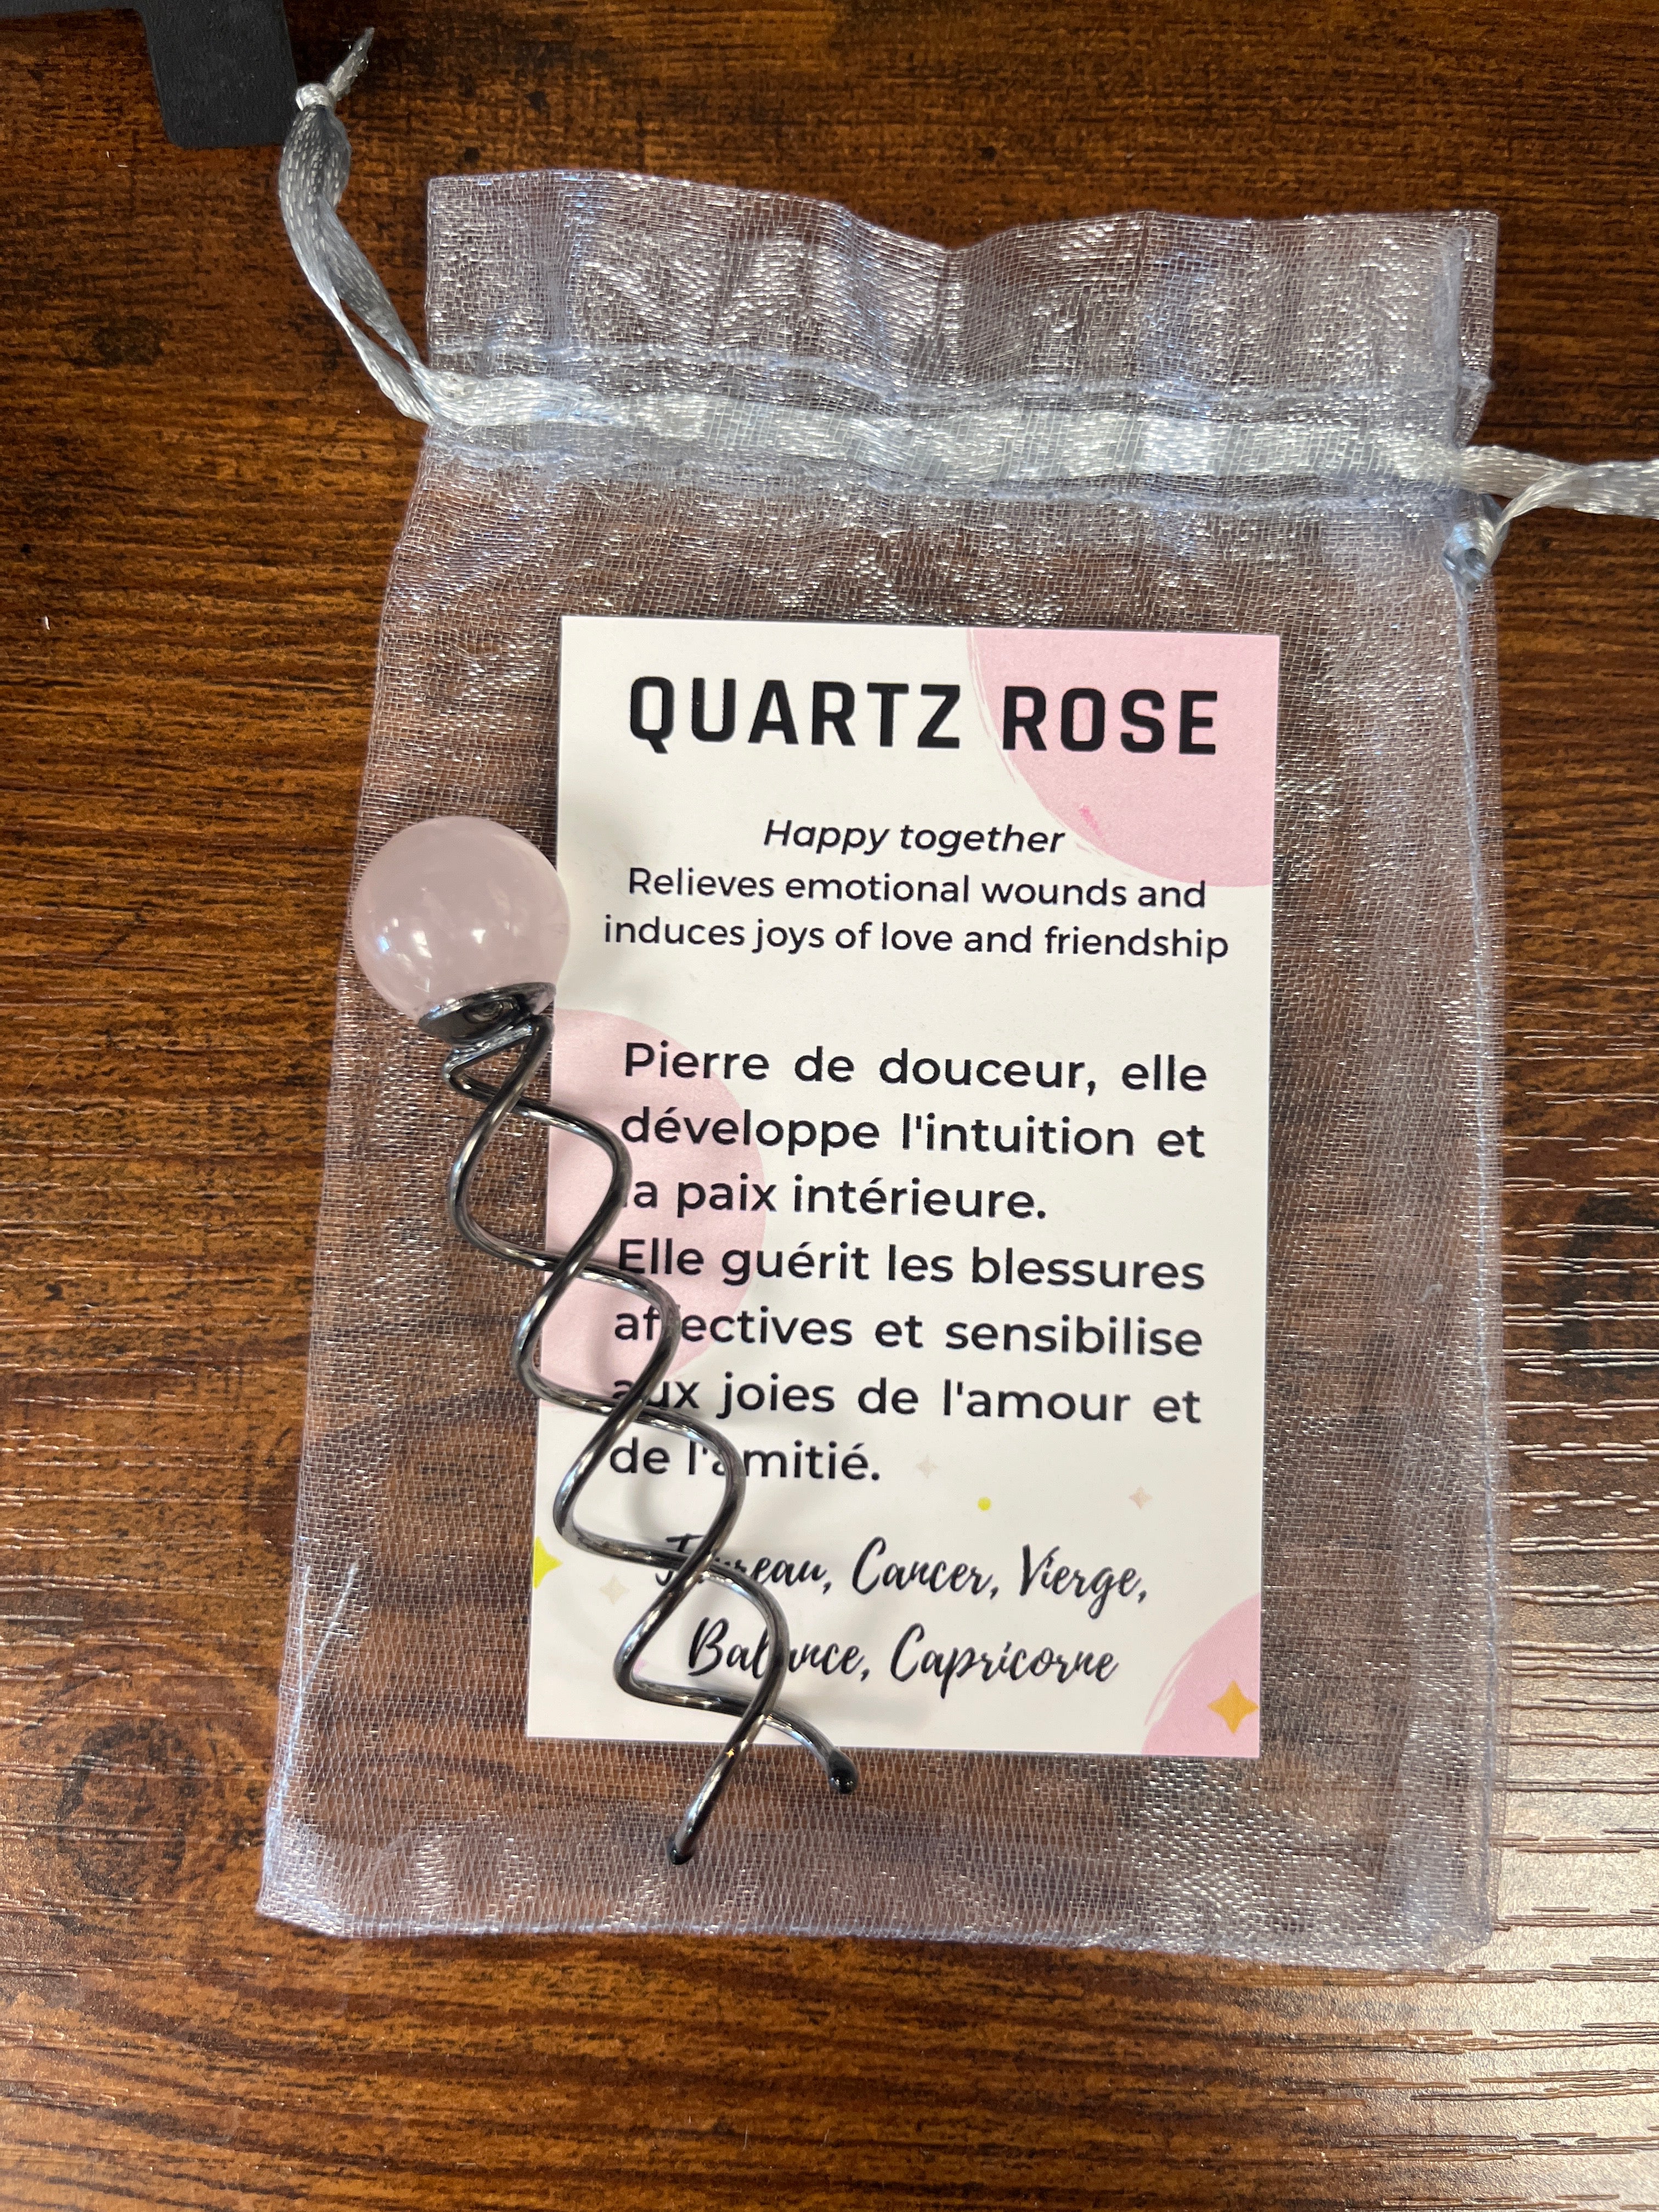 QUARTZ ROSE
Happy together
Relieves emotional wounds and
induces joys of love and friendship
Pierre de douceur, elle
développe l'intuition et
la paix intérieure.
Elle guérit les blessures
affectives et sensibilise
aux joies de l'amour et
de l'amitié.
Taureau, Cancer, Vierge,
Balance, Capricorne